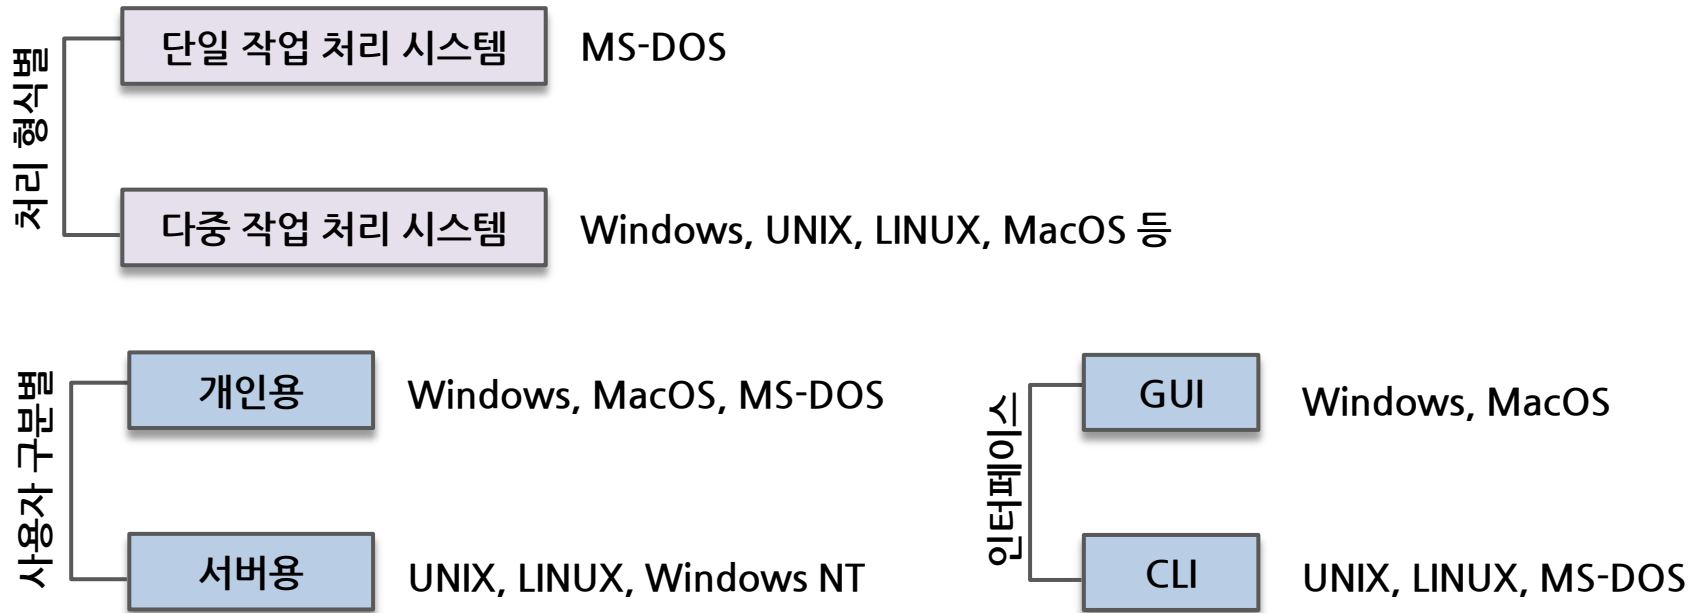 처리 형식별
단일 작업 처리 시스템
MS-DOS
다중 작업 처리 시스템
Windows, UNIX, LINUX, MacOS 등
사용자 구분별
개인용
Windows, MacOS, MS-DOS
서버용
UNIX, LINUX, Windows NT
인터페이스
GUI
Windows, MacOS
CLI
UNIX, LINUX, MS-DOS